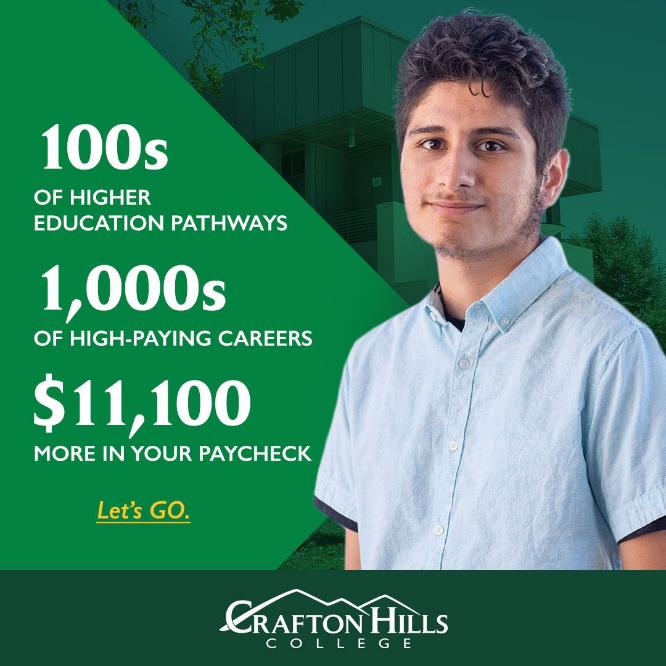 100s
OF HIGHER
EDUCATION PATHWAYS
1,000s
OF HIGH-PAYING CAREERS
$11,100
MORE IN YOUR PAYCHECK
Let's GO.
CRAFTON HILLS
COLLEGE